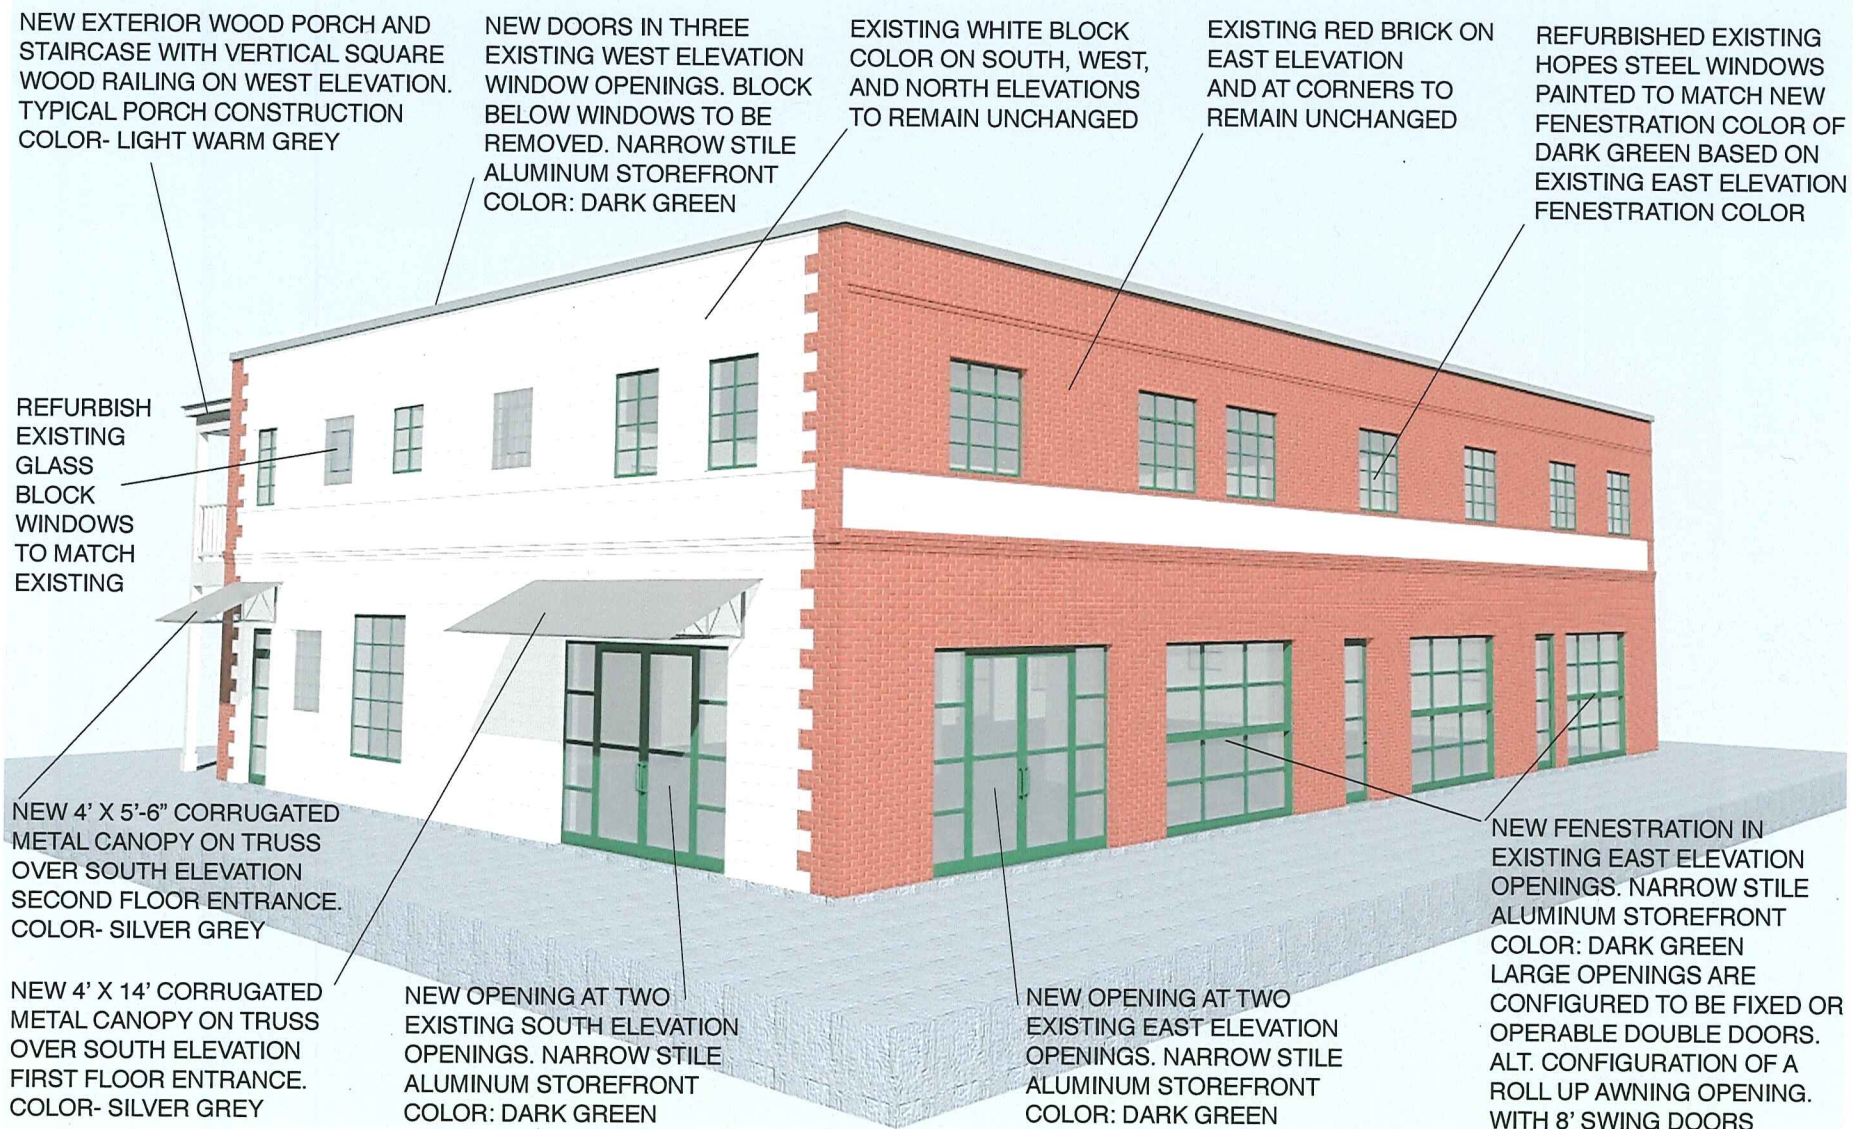 NEW EXTERIOR WOOD PORCH AND
STAIRCASE WITH VERTICAL SQUARE
WOOD RAILING ON WEST ELEVATION.
TYPICAL PORCH CONSTRUCTION
COLOR- LIGHT WARM GREY
NEW DOORS IN THREE
EXISTING WEST ELEVATION
WINDOW OPENINGS. BLOCK
BELOW WINDOWS TO BE
REMOVED. NARROW STILE
ALUMINUM STOREFRONT
COLOR: DARK GREEN
EXISTING WHITE BLOCK
COLOR ON SOUTH, WEST,
AND NORTH ELEVATIONS
TO REMAIN UNCHANGED
EXISTING RED BRICK ON
EAST ELEVATION
AND AT CORNERS TO
REMAIN UNCHANGED
REFURBISHED EXISTING
HOPES STEEL WINDOWS
PAINTED TO MATCH NEW
FENESTRATION COLOR OF
DARK GREEN BASED ON
EXISTING EAST ELEVATION
FENESTRATION COLOR
REFURBISH
EXISTING
GLASS
BLOCK
WINDOWS
TO MATCH
EXISTING
NEW 4' X 5'-6" CORRUGATED
METAL CANOPY ON TRUSS
OVER SOUTH ELEVATION
SECOND FLOOR ENTRANCE.
COLOR- SILVER GREY
NEW 4' X 14' CORRUGATED
METAL CANOPY ON TRUSS
OVER SOUTH ELEVATION
FIRST FLOOR ENTRANCE.
COLOR- SILVER GREY
NEW OPENING AT TWO
EXISTING SOUTH ELEVATION
OPENINGS. NARROW STILE
ALUMINUM STOREFRONT
COLOR: DARK GREEN
NEW OPENING AT TWO
EXISTING EAST ELEVATION
OPENINGS. NARROW STILE
ALUMINUM STOREFRONT
COLOR: DARK GREEN
NEW FENESTRATION IN
EXISTING EAST ELEVATION
OPENINGS. NARROW STILE
ALUMINUM STOREFRONT
COLOR: DARK GREEN
LARGE OPENINGS ARE
CONFIGURED TO BE FIXED OR
OPERABLE DOUBLE DOORS.
ALT. CONFIGURATION OF A
ROLL UP AWNING OPENING.
WITH 8' SWING DOORS